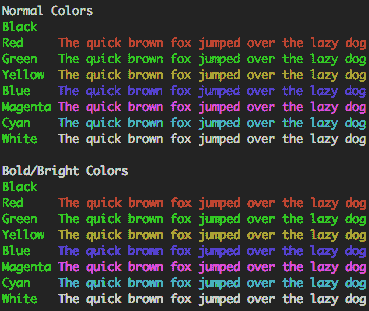 Normal Colors
Black
Red The quick brown fox jumped over the lazy dog
Green The quick brown fox jumped over the lazy dog
Yellow The quick brown fox jumped over the lazy dog
Blue The quick brown fox jumped over the lazy dog
Magenta The quick brown fox jumped over the lazy dog
Cyan The quick brown fox jumped over the lazy dog
White The quick brown fox jumped over the lazy dog
Bold/Bright Colors
Black
Red The quick brown fox jumped over the lazy dog
Green The quick brown fox jumped over the lazy dog
Yellow The quick brown fox jumped over the lazy dog
Blue The quick brown fox jumped over the lazy dog
Magenta The quick brown fox jumped over the lazy dog
Cyan The quick brown fox jumped over the lazy dog
White The quick brown fox jumped over the lazy dog